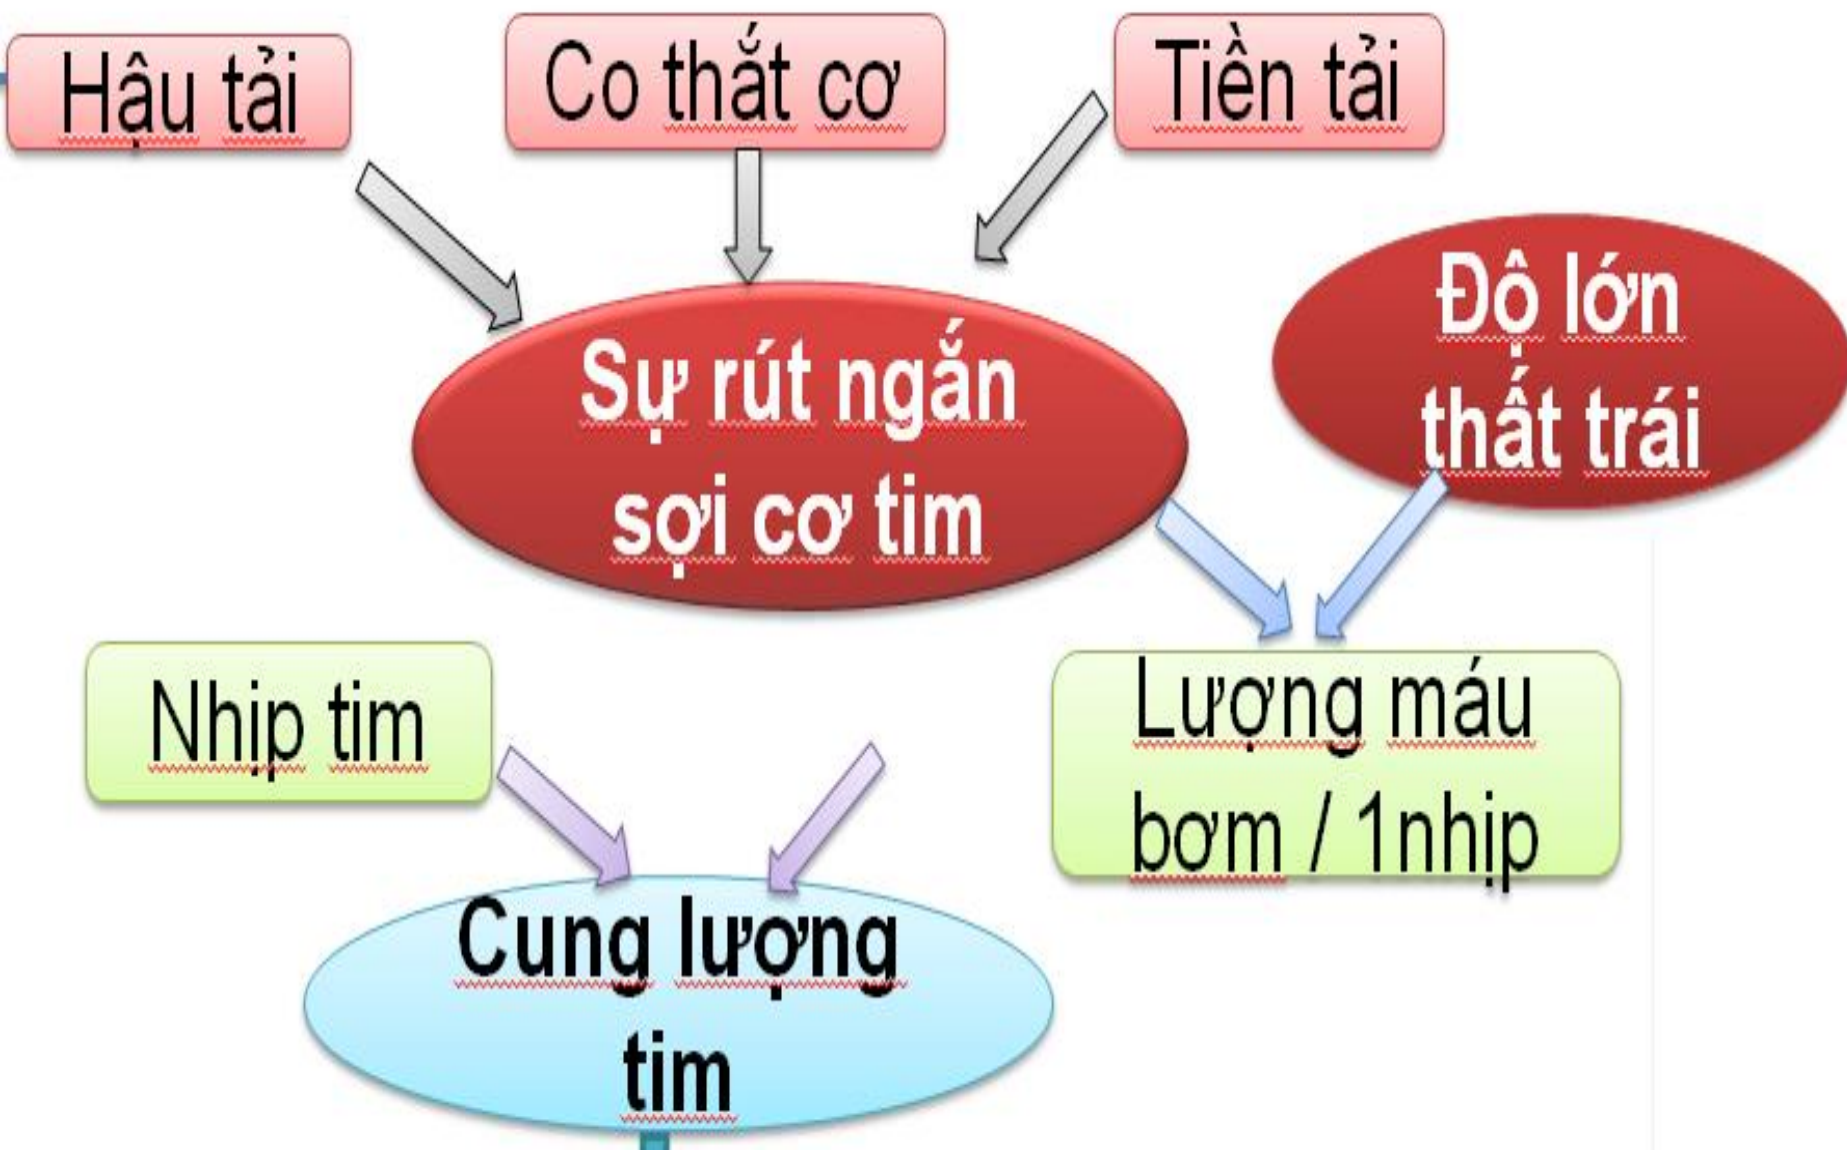 Hậu tải
Co thắt cơ
Tiền tải
Sự rút ngắn
sợi cơ tim
Độ lớn
thất trái
Nhịp tim
Lượng máu
bơm / 1nhịp
Cung lượng
tim